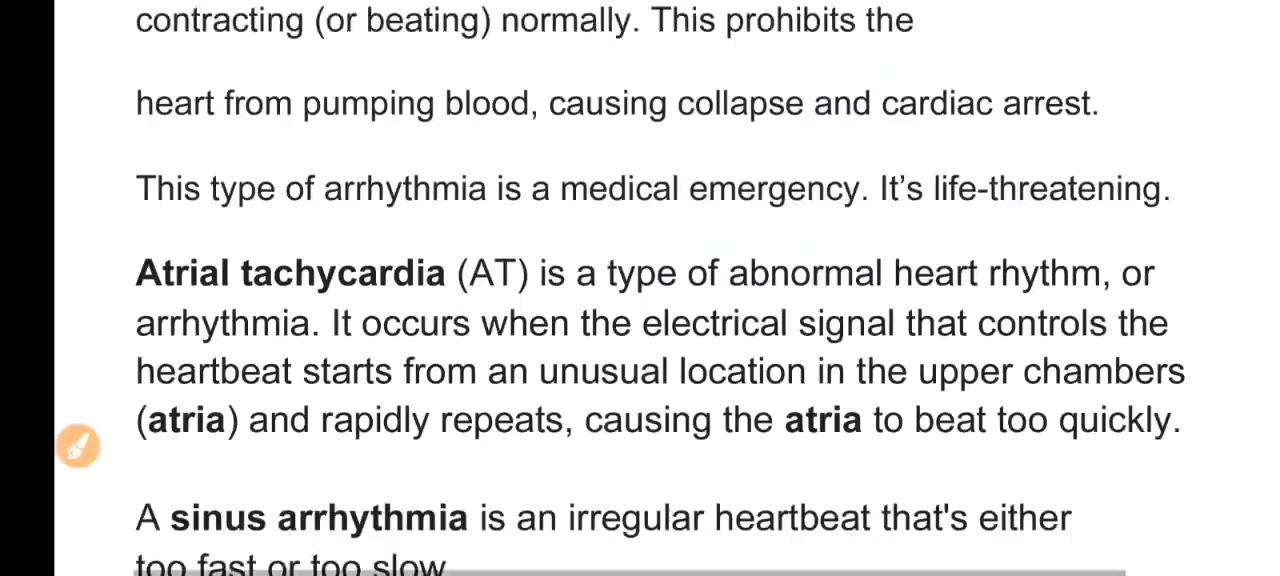 contracting (or beating) normally. This prohibits the
heart from pumping blood, causing collapse and cardiac arrest.
This type of arrhythmia is a medical emergency. It’s life-threatening.
Atrial tachycardia (AT) is a type of abnormal heart rhythm, or
arrhythmia. It occurs when the electrical signal that controls the
heartbeat starts from an unusual location in the upper chambers
(atria) and rapidly repeats, causing the atria to beat too quickly.
A sinus arrhythmia is an irregular heartbeat that's either
too fast or too slow